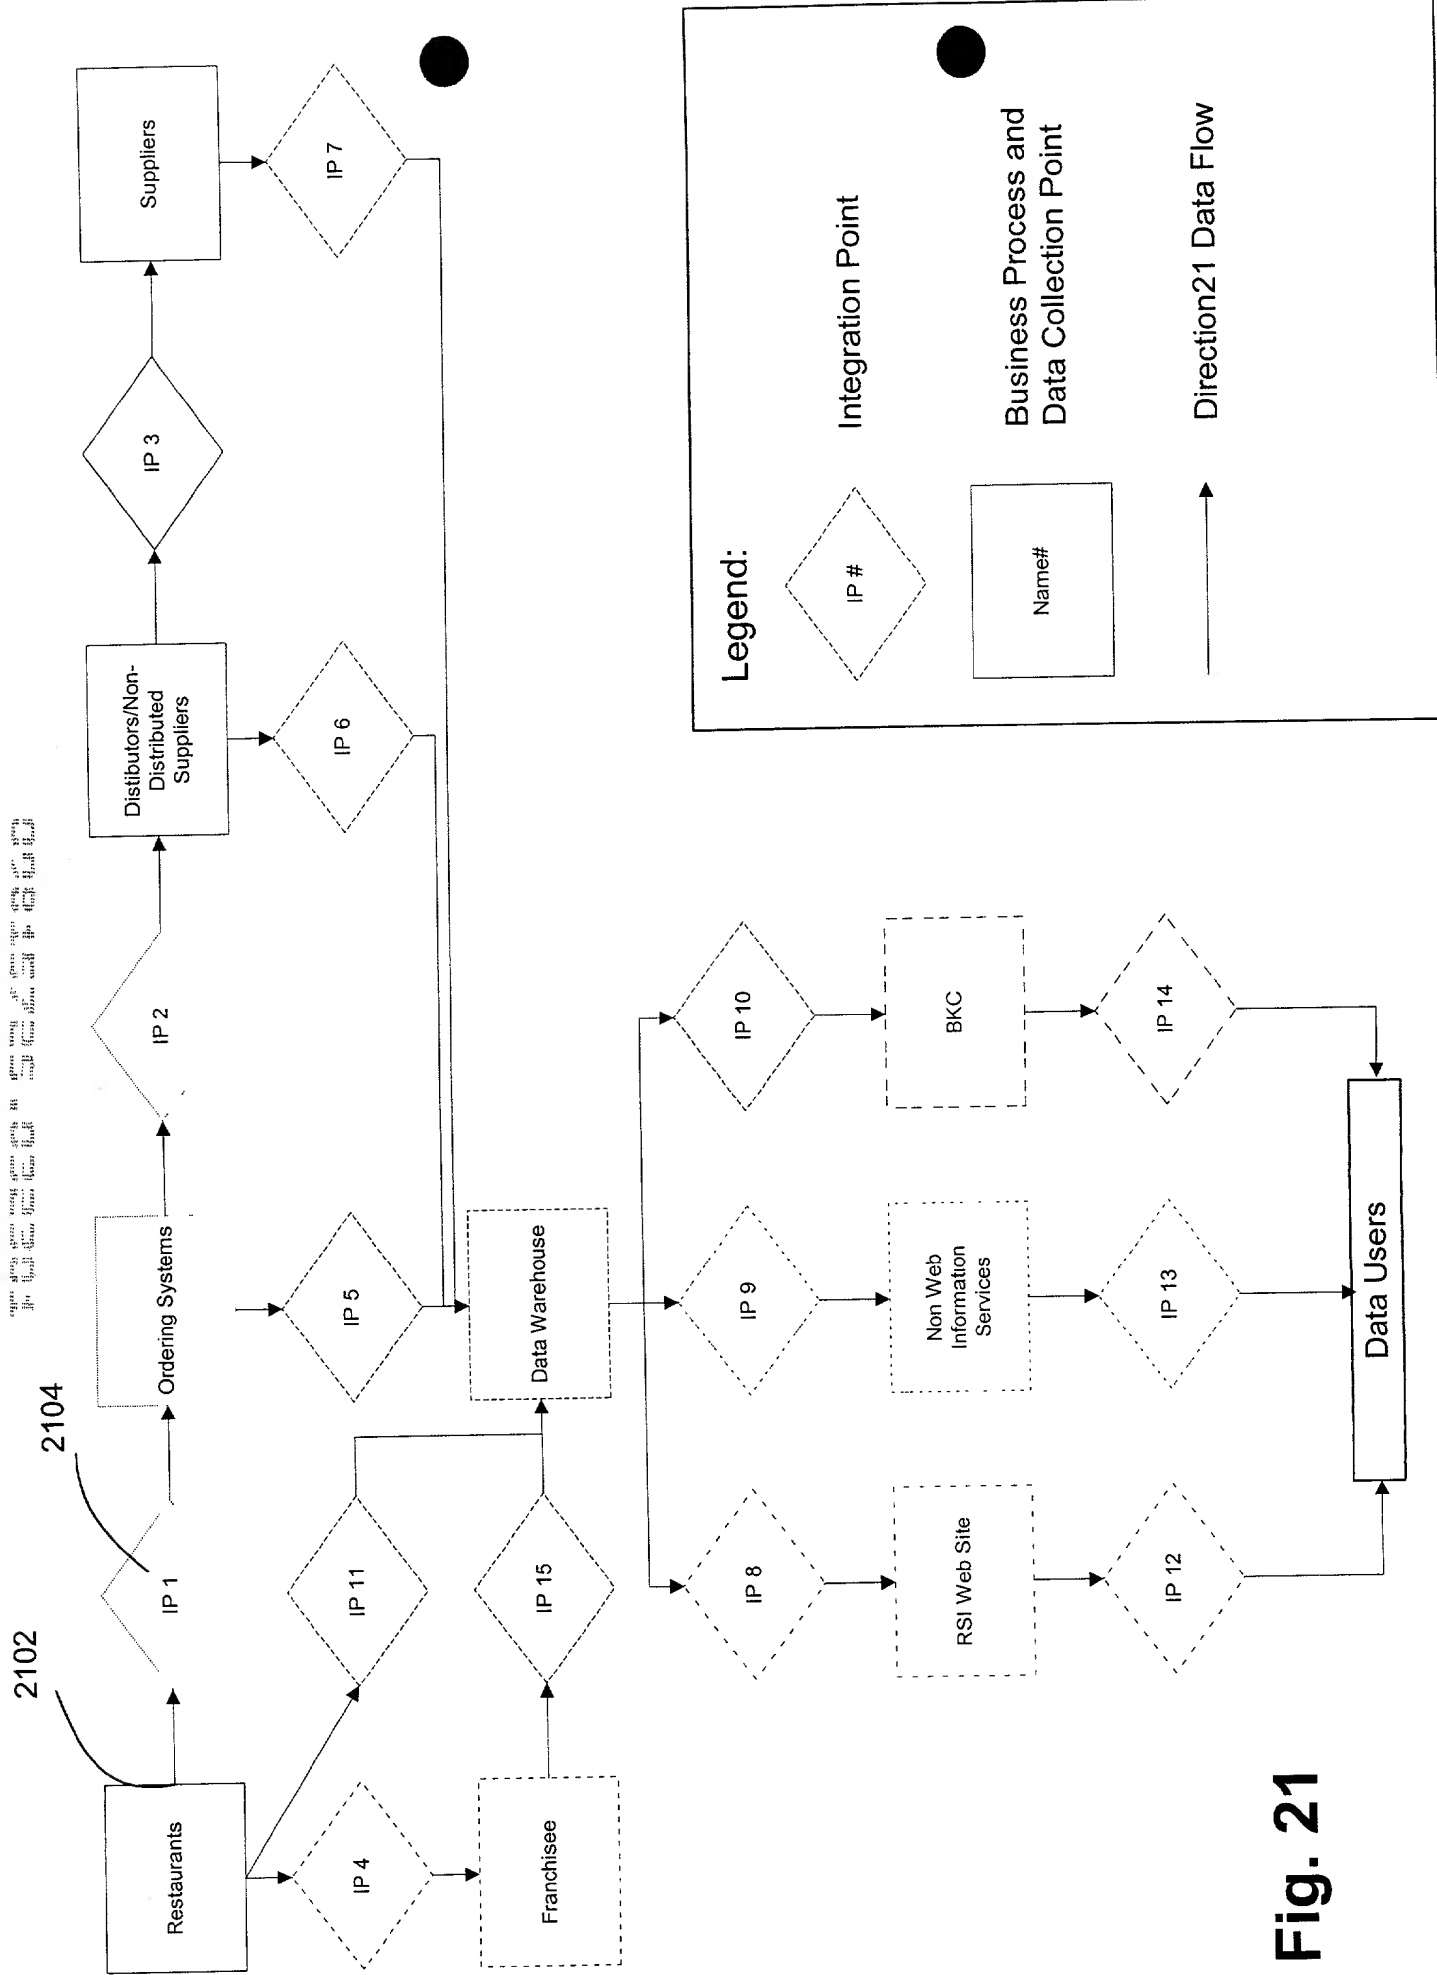 2102
2104
Restaurants
IP 1
Ordering Systems
IP 2
Distibutors/Non-
Distributed
Suppliers
IP 3
Suppliers
IP 4
IP 11
IP 5
IP 6
IP 7
Franchisee
IP 15
Data Warehouse
IP 8
IP 9
IP 10
RSI Web Site
Non Web
Information
Services
BKC
IP 12
IP 13
IP 14
Data Users
Legend:
IP #
Integration Point
Name#
Business Process and
Data Collection Point
Direction21 Data Flow
Fig. 21